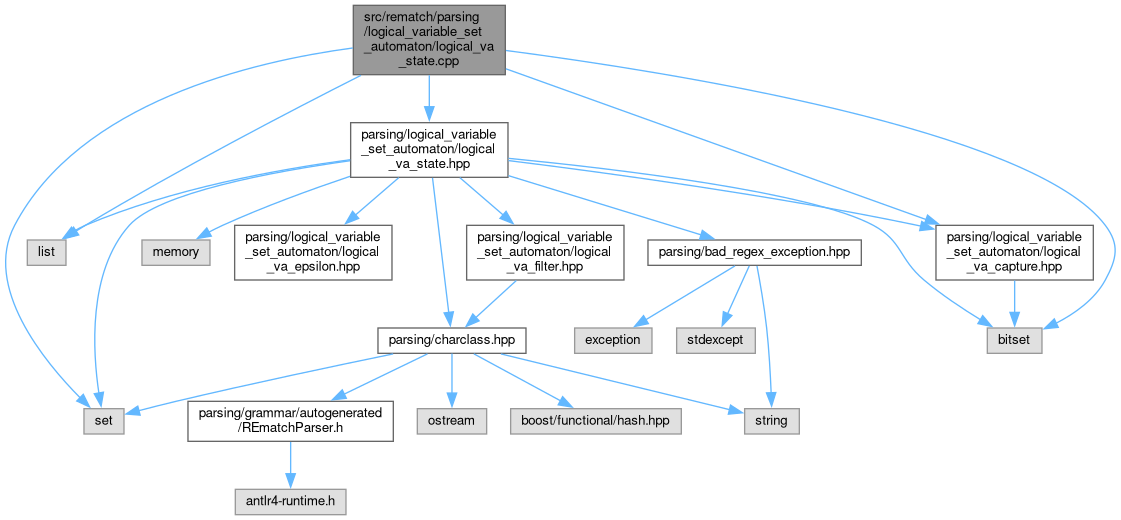 src/rematch/parsing
/logical_variable_set
_automaton/logical_va
_state.cpp
parsing/logical_variable
_set_automaton/logical
_va_state.hpp
list
memory
parsing/logical_variable
_set_automaton/logical
_va_epsilon.hpp
parsing/logical_variable
_set_automaton/logical
_va_filter.hpp
parsing/bad_regex_exception.hpp
parsing/logical_variable
_set_automaton/logical
_va_capture.hpp
parsing/charclass.hpp
exception
stdexcept
bitset
set
parsing/grammar/autogenerated
/REmatchParser.h
ostream
boost/functional/hash.hpp
string
antlr4-runtime.h